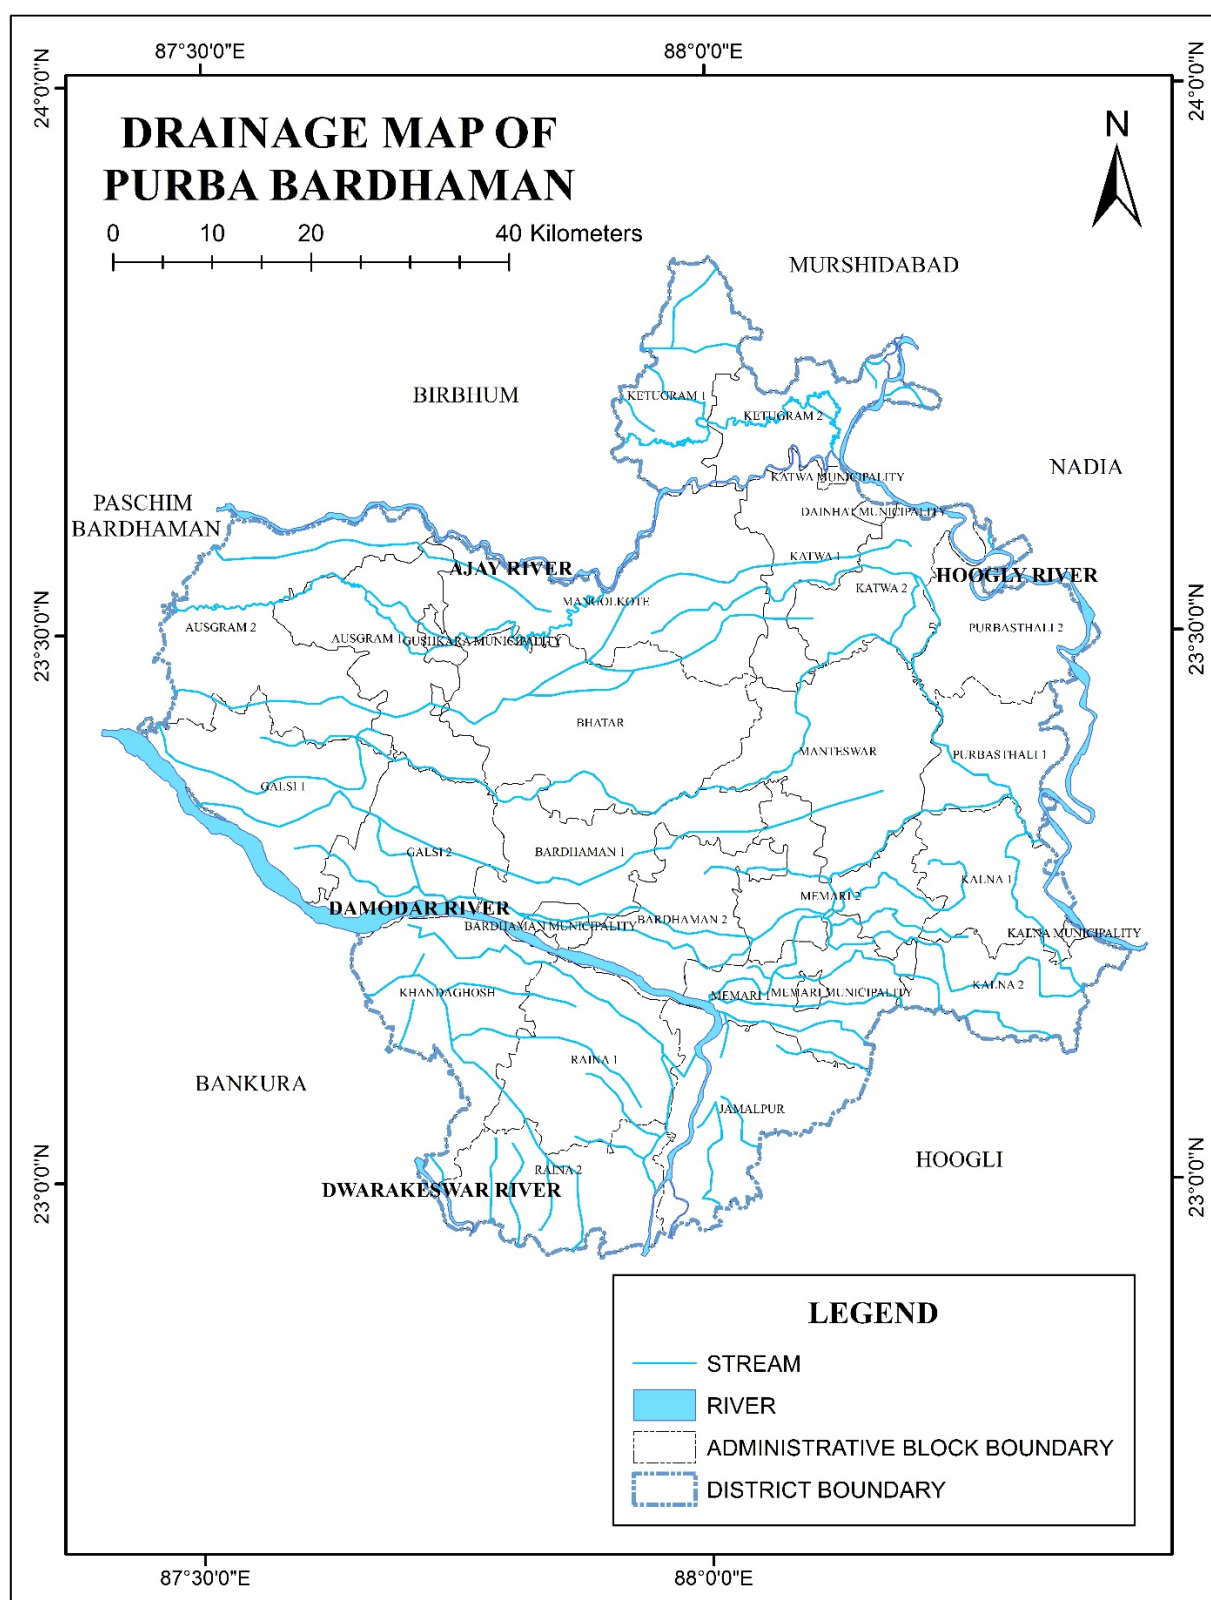 87°30'0"E
88°0'0"E
24°0'0"N
24°0'0"N
DRAINAGE MAP OF
PURBA BARDHAMAN
N
0 10 20 40 Kilometers
MURSHIDABAD
BIRBHUM
KETUGRAM 1
KETUGRAM 2
NADIA
KATWA MUNICIPALITY
PASCHIM
BARDHAMAN
DAINHAT MUNICIPALITY
KATWA 1
AJAY RIVER
HOOGLY RIVER
KATWA 2
MANGOLKOTE
23°30'0"N
23°30'0"N
AUSGRAM 2
AUSGRAM 1
GUSHKARA MUNICIPALITY
PURBASTHALI 2
BHATAR
MANTESWAR
PURBASTHALI 1
GALSI 1
GALSI 2
BARDHAMAN 1
KALNA 1
MEMARI 2
DAMODAR RIVER
BARDHAMAN MUNICIPALITY
BARDHAMAN 2
KALNA MUNICIPALITY
KHANDAGHOSH
MEMARI 1
MEMARI MUNICIPALITY
KALNA 2
RAINA 1
BANKURA
JAMALPUR
HOOGLI
RAINA 2
23°0'0"N
23°0'0"N
DWARAKESWAR RIVER
LEGEND
STREAM
RIVER
ADMINISTRATIVE BLOCK BOUNDARY
DISTRICT BOUNDARY
87°30'0"E
88°0'0"E